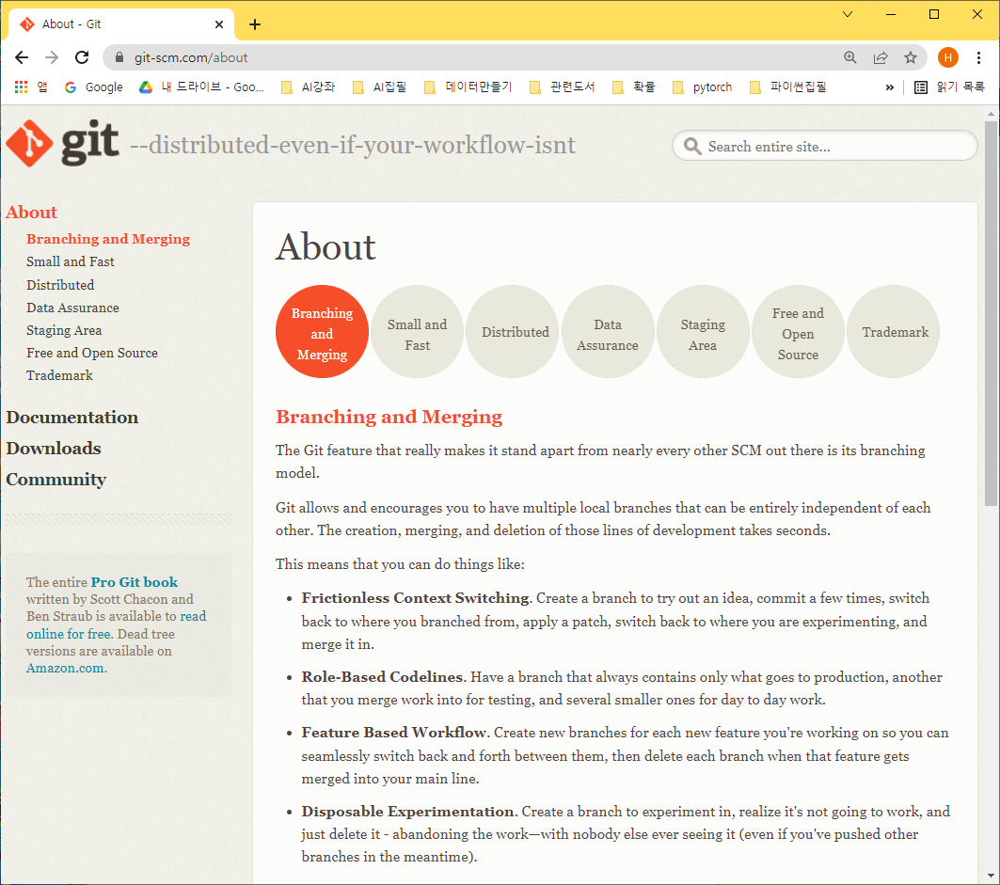 About - Git
git-scm.com/about
H
앱
Google
내 드라이브 - Goo...
AI강좌
AI집필
데이터만들기
관련도서
확률
pytorch
파이썬집필
»
읽기 목록
git --distributed-even-if-your-workflow-isnt
Search entire site...
About
Branching and Merging
Small and Fast
Distributed
Data Assurance
Staging Area
Free and Open Source
Trademark
Documentation
Downloads
Community
The entire Pro Git book
written by Scott Chacon and
Ben Straub is available to read
online for free. Dead tree
versions are available on
Amazon.com.
About
Branching
and
Merging
Small and
Fast
Distributed
Data
Assurance
Staging
Area
Free and
Open
Source
Trademark
Branching and Merging
The Git feature that really makes it stand apart from nearly every other SCM out there is its branching
model.
Git allows and encourages you to have multiple local branches that can be entirely independent of each
other. The creation, merging, and deletion of those lines of development takes seconds.
This means that you can do things like:
• Frictionless Context Switching. Create a branch to try out an idea, commit a few times, switch
back to where you branched from, apply a patch, switch back to where you are experimenting, and
merge it in.
• Role-Based Codelines. Have a branch that always contains only what goes to production, another
that you merge work into for testing, and several smaller ones for day to day work.
• Feature Based Workflow. Create new branches for each new feature you're working on so you can
seamlessly switch back and forth between them, then delete each branch when that feature gets
merged into your main line.
• Disposable Experimentation. Create a branch to experiment in, realize it's not going to work, and
just delete it - abandoning the work—with nobody else ever seeing it (even if you've pushed other
branches in the meantime).